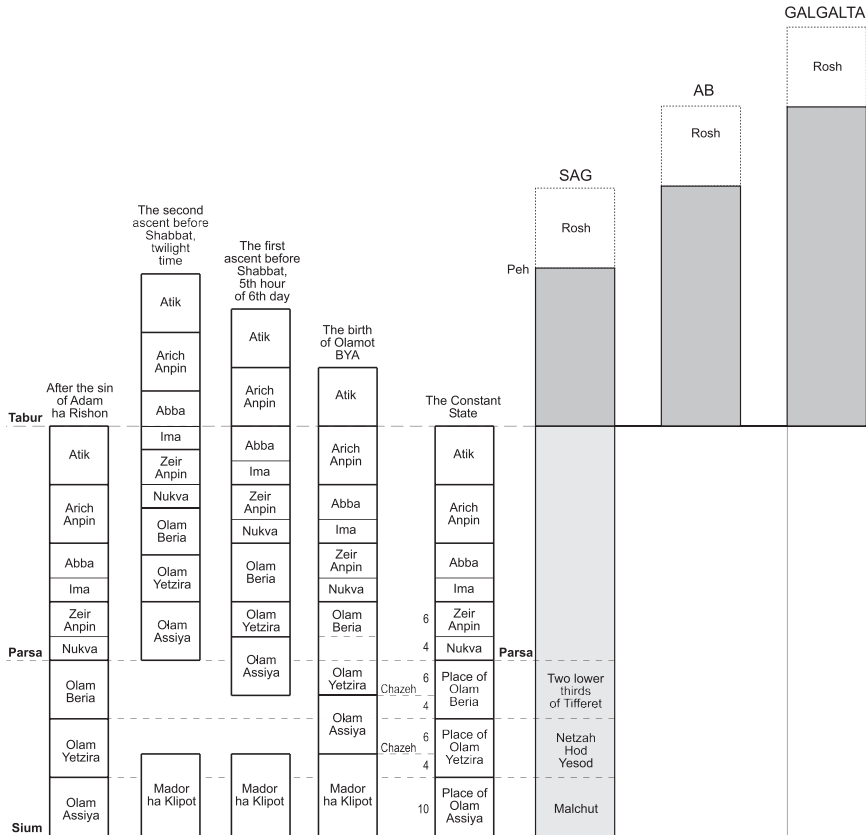 GALGALTA
Rosh
AB
Rosh
SAG
Rosh
Peh
The second
ascent before
Shabbat,
twilight
time
Atik
Arich
Anpin
Abba
Ima
Zeir
Anpin
Nukva
Olam
Beria
Olam
Yetzira
Olam
Assiya
Mador
ha Klipot
The first
ascent before
Shabbat,
5th hour
of 6th day
Atik
Arich
Anpin
Abba
Ima
Zeir
Anpin
Nukva
Olam
Beria
Olam
Yetzira
Olam
Assiya
Mador
ha Klipot
The birth
of Olamot
BYA
Atik
Arich
Anpin
Abba
Ima
Zeir
Anpin
Nukva
Olam
Beria
Olam
Yetzira
Olam
Assiya
Mador
ha Klipot
Chazeh
Chazeh
After the sin
of Adam
ha Rishon
Tabur
Atik
Arich
Anpin
Abba
Ima
Zeir
Anpin
Nukva
Parsa
Olam
Beria
Olam
Yetzira
Olam
Assiya
Sium
The Constant
State
Atik
Arich
Anpin
Abba
Ima
6
Zeir
Anpin
4
Nukva
Parsa
6
Place of
Olam
Beria
4
6
Place of
Olam
Yetzira
4
10
Place of
Olam
Assiya
Two lower
thirds
of Tifferet
Netzah
Hod
Yesod
Malchut